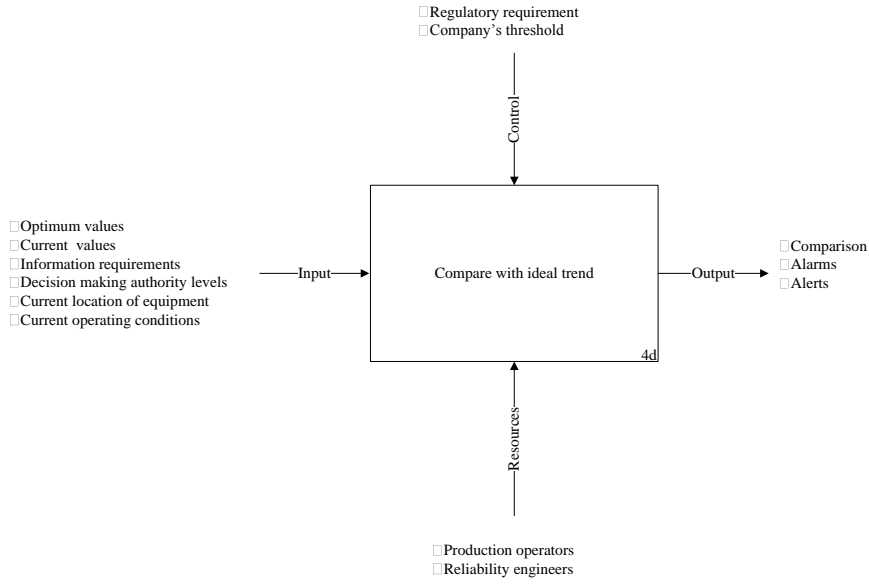 Regulatory requirement
Company’s threshold
Control
Optimum values
Current values
Information requirements
Decision making authority levels
Current location of equipment
Current operating conditions
Input
Compare with ideal trend
4d
Output
Comparison
Alarms
Alerts
Resources
Production operators
Reliability engineers